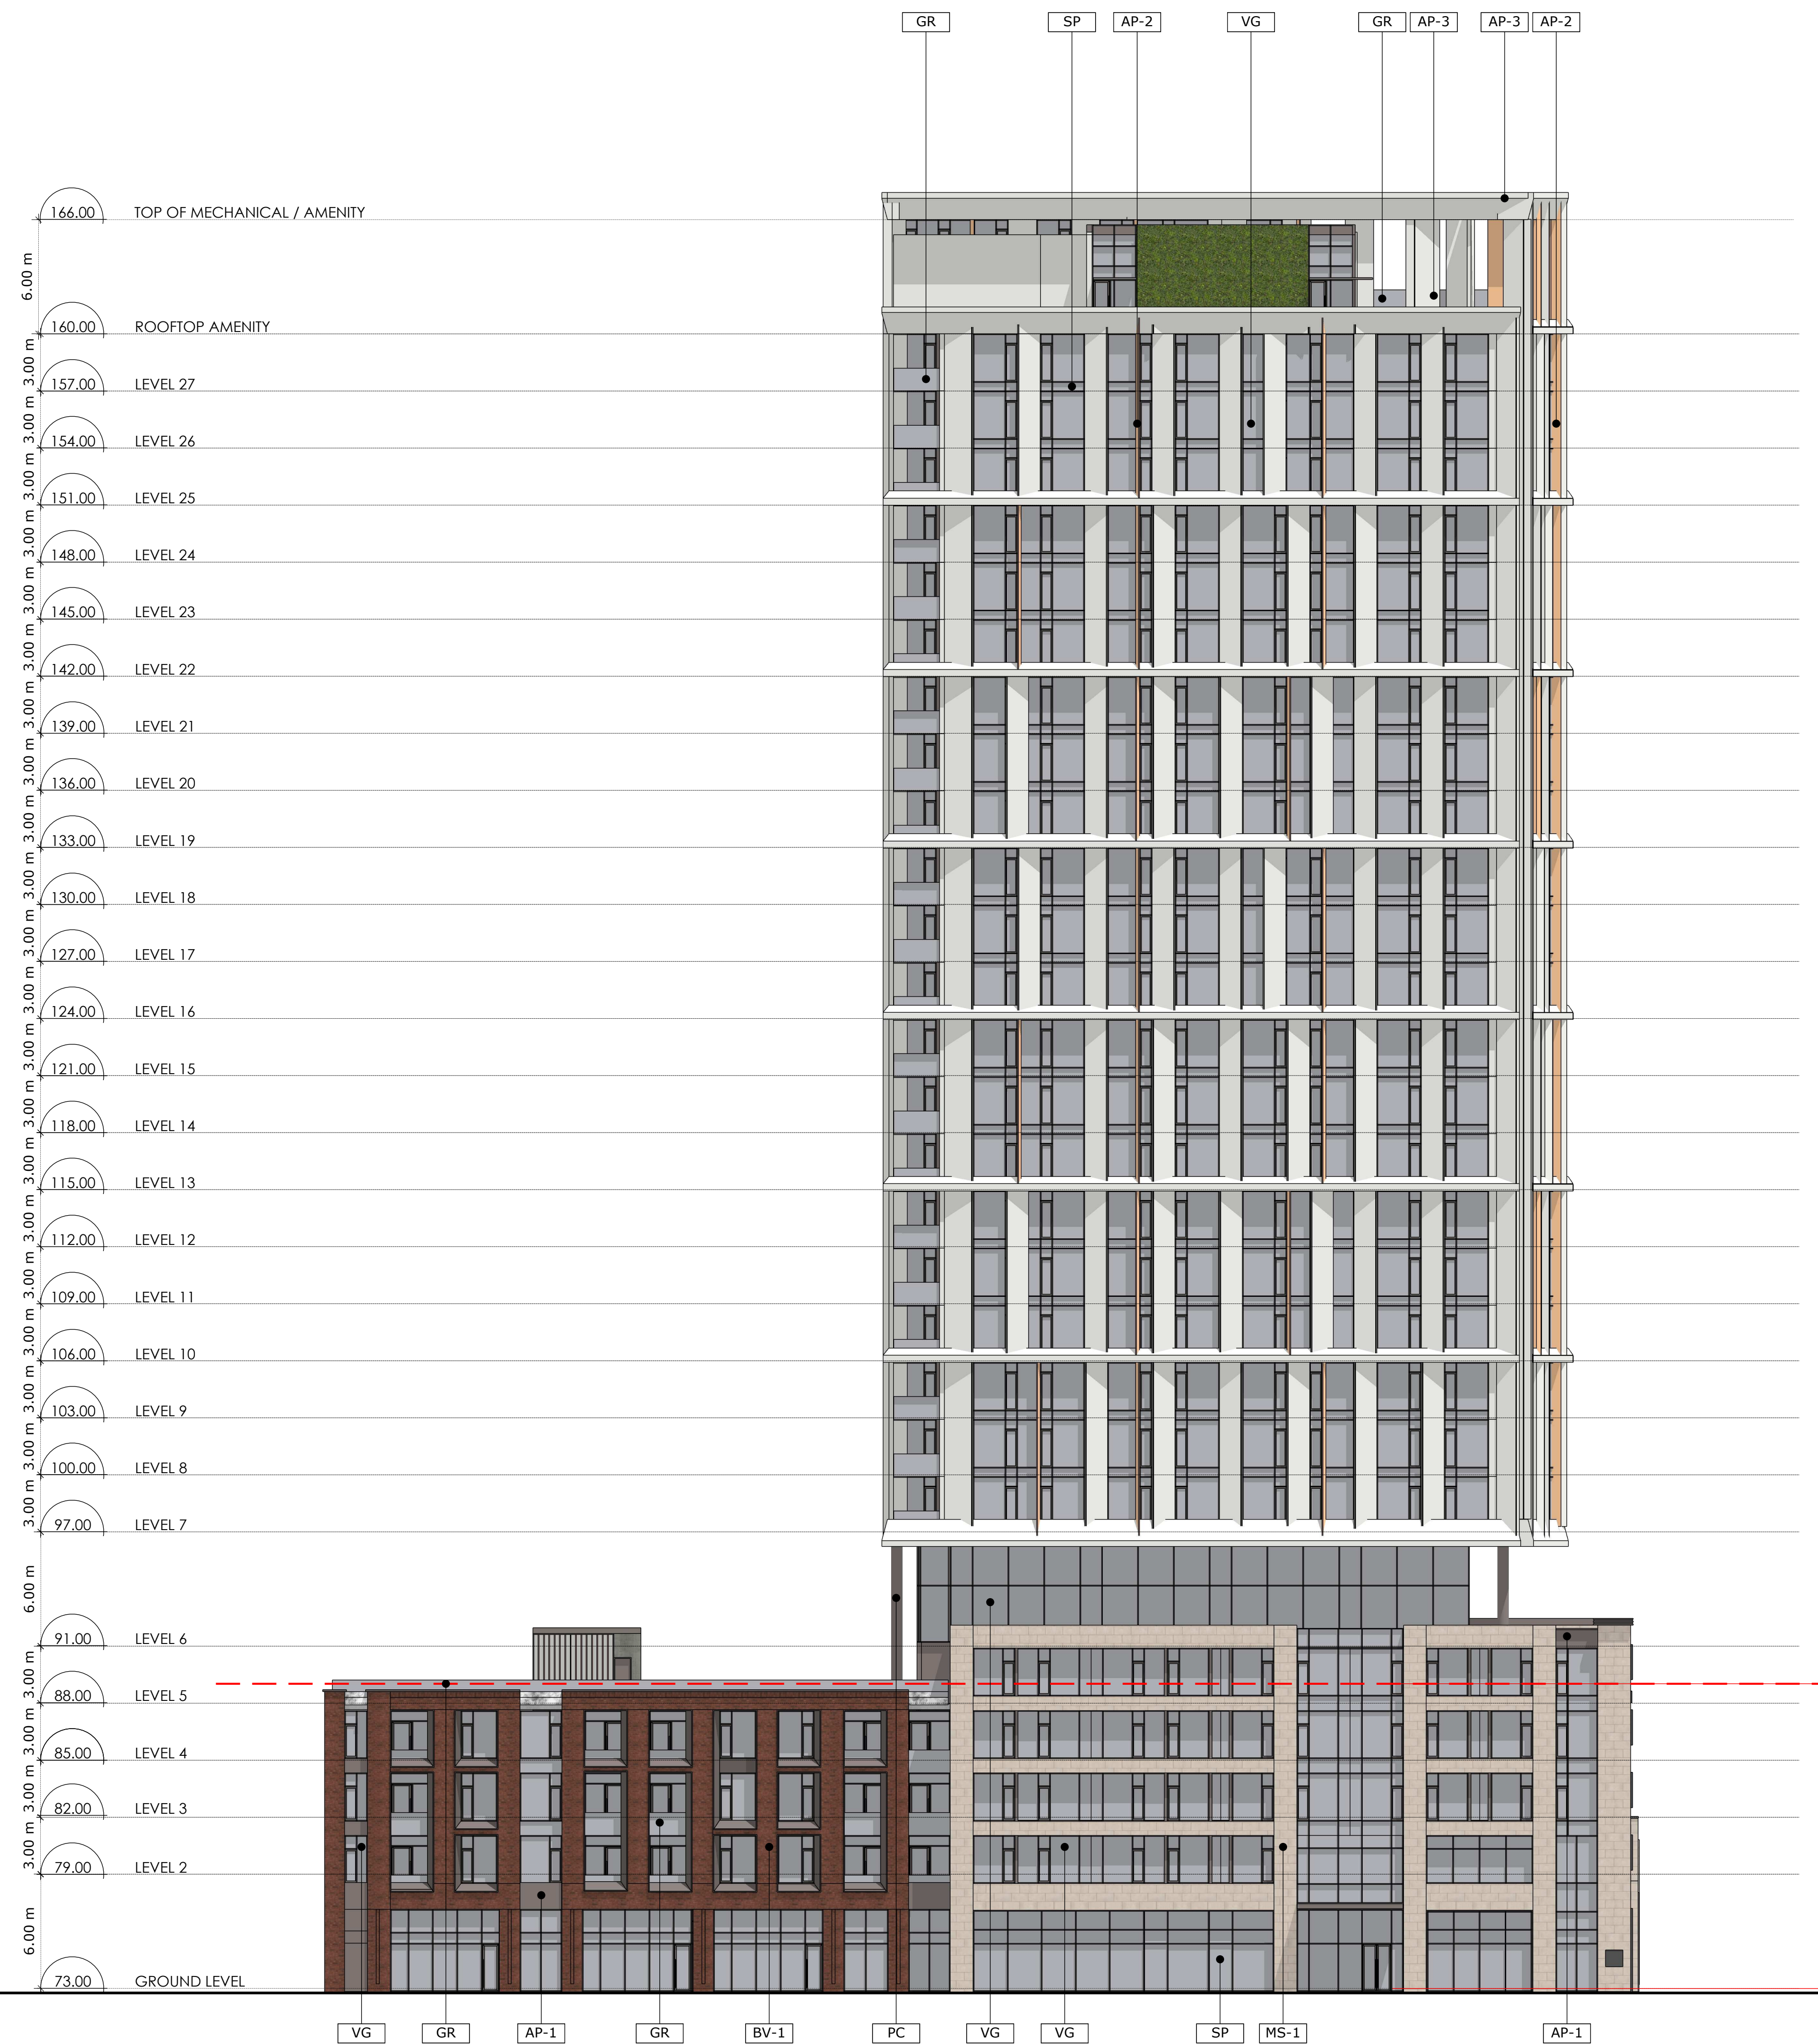 GR SP AP-2 VG GR AP-3 AP-3 AP-2
166.00 TOP OF MECHANICAL / AMENITY
6.00 m
160.00 ROOFTOP AMENITY
3.00 m
157.00 LEVEL 27
3.00 m
154.00 LEVEL 26
3.00 m
151.00 LEVEL 25
3.00 m
148.00 LEVEL 24
3.00 m
145.00 LEVEL 23
3.00 m
142.00 LEVEL 22
3.00 m
139.00 LEVEL 21
3.00 m
136.00 LEVEL 20
3.00 m
133.00 LEVEL 19
3.00 m
130.00 LEVEL 18
3.00 m
127.00 LEVEL 17
3.00 m
124.00 LEVEL 16
3.00 m
121.00 LEVEL 15
3.00 m
118.00 LEVEL 14
3.00 m
115.00 LEVEL 13
3.00 m
112.00 LEVEL 12
3.00 m
109.00 LEVEL 11
3.00 m
106.00 LEVEL 10
3.00 m
103.00 LEVEL 9
3.00 m
100.00 LEVEL 8
3.00 m
97.00 LEVEL 7
6.00 m
91.00 LEVEL 6
3.00 m
88.00 LEVEL 5
3.00 m
85.00 LEVEL 4
3.00 m
82.00 LEVEL 3
3.00 m
79.00 LEVEL 2
6.00 m
73.00 GROUND LEVEL
VG GR AP-1 GR BV-1 PC VG VG SP MS-1 AP-1